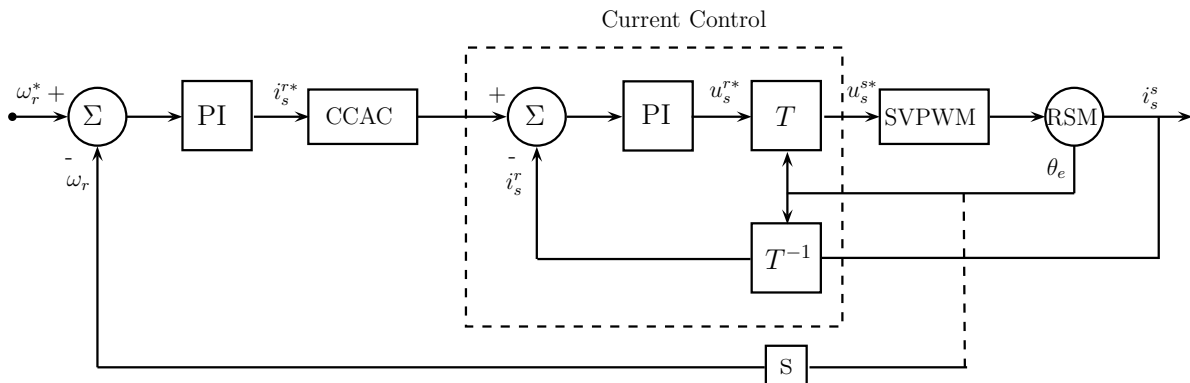 Current Control
ω_r^* +
Σ
PI
i_s^{r*}
CCAC
+
Σ
PI
u_s^{r*}
T
u_s^{s*}
SVPWM
RSM
i_s^s
-
ω_r
-
i_s^r
θ_e
T^{-1}
S